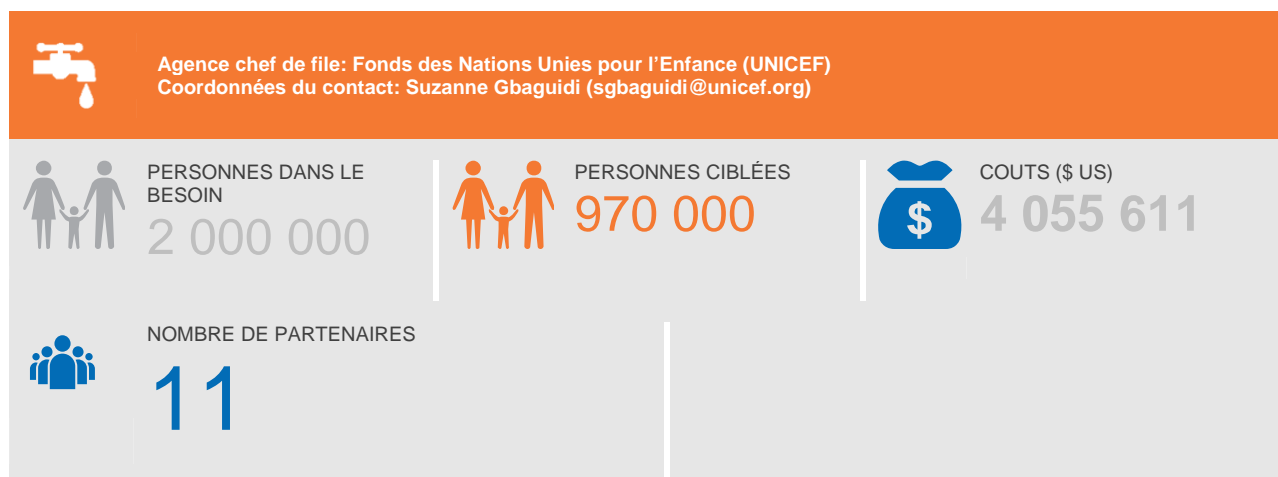 Agence chef de file: Fonds des Nations Unies pour l'Enfance (UNICEF)
Coordonnées du contact: Suzanne Gbaguidi (sgbaguidi@unicef.org)
PERSONNES DANS LE
BESOIN
2 000 000
PERSONNES CIBLÉES
970 000
COUTS ($ US)
$
4 055 611
NOMBRE DE PARTENAIRES
11